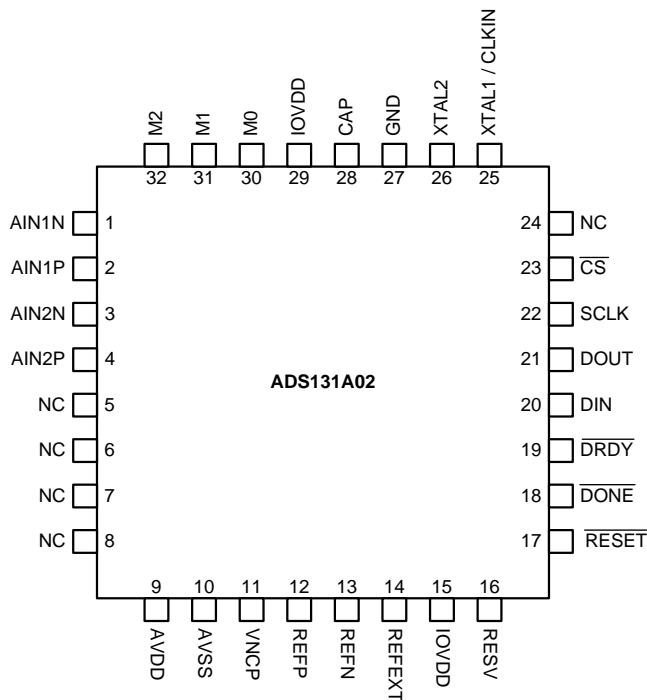 M2
M1
M0
IOVDD
CAP
GND
XTAL2
XTAL1 / CLKIN
32
31
30
29
28
27
26
25
AIN1N 1
AIN1P 2
AIN2N 3
AIN2P 4
NC 5
NC 6
NC 7
NC 8
ADS131A02
24 NC
23 CS
22 SCLK
21 DOUT
20 DIN
19 DRDY
18 DONE
17 RESET
9
10
11
12
13
14
15
16
AVDD
AVSS
VNCP
REFP
REFN
REFEXT
IOVDD
RESV